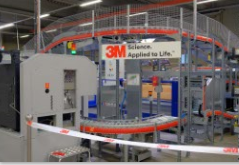 3M Science.
Applied to Life.™